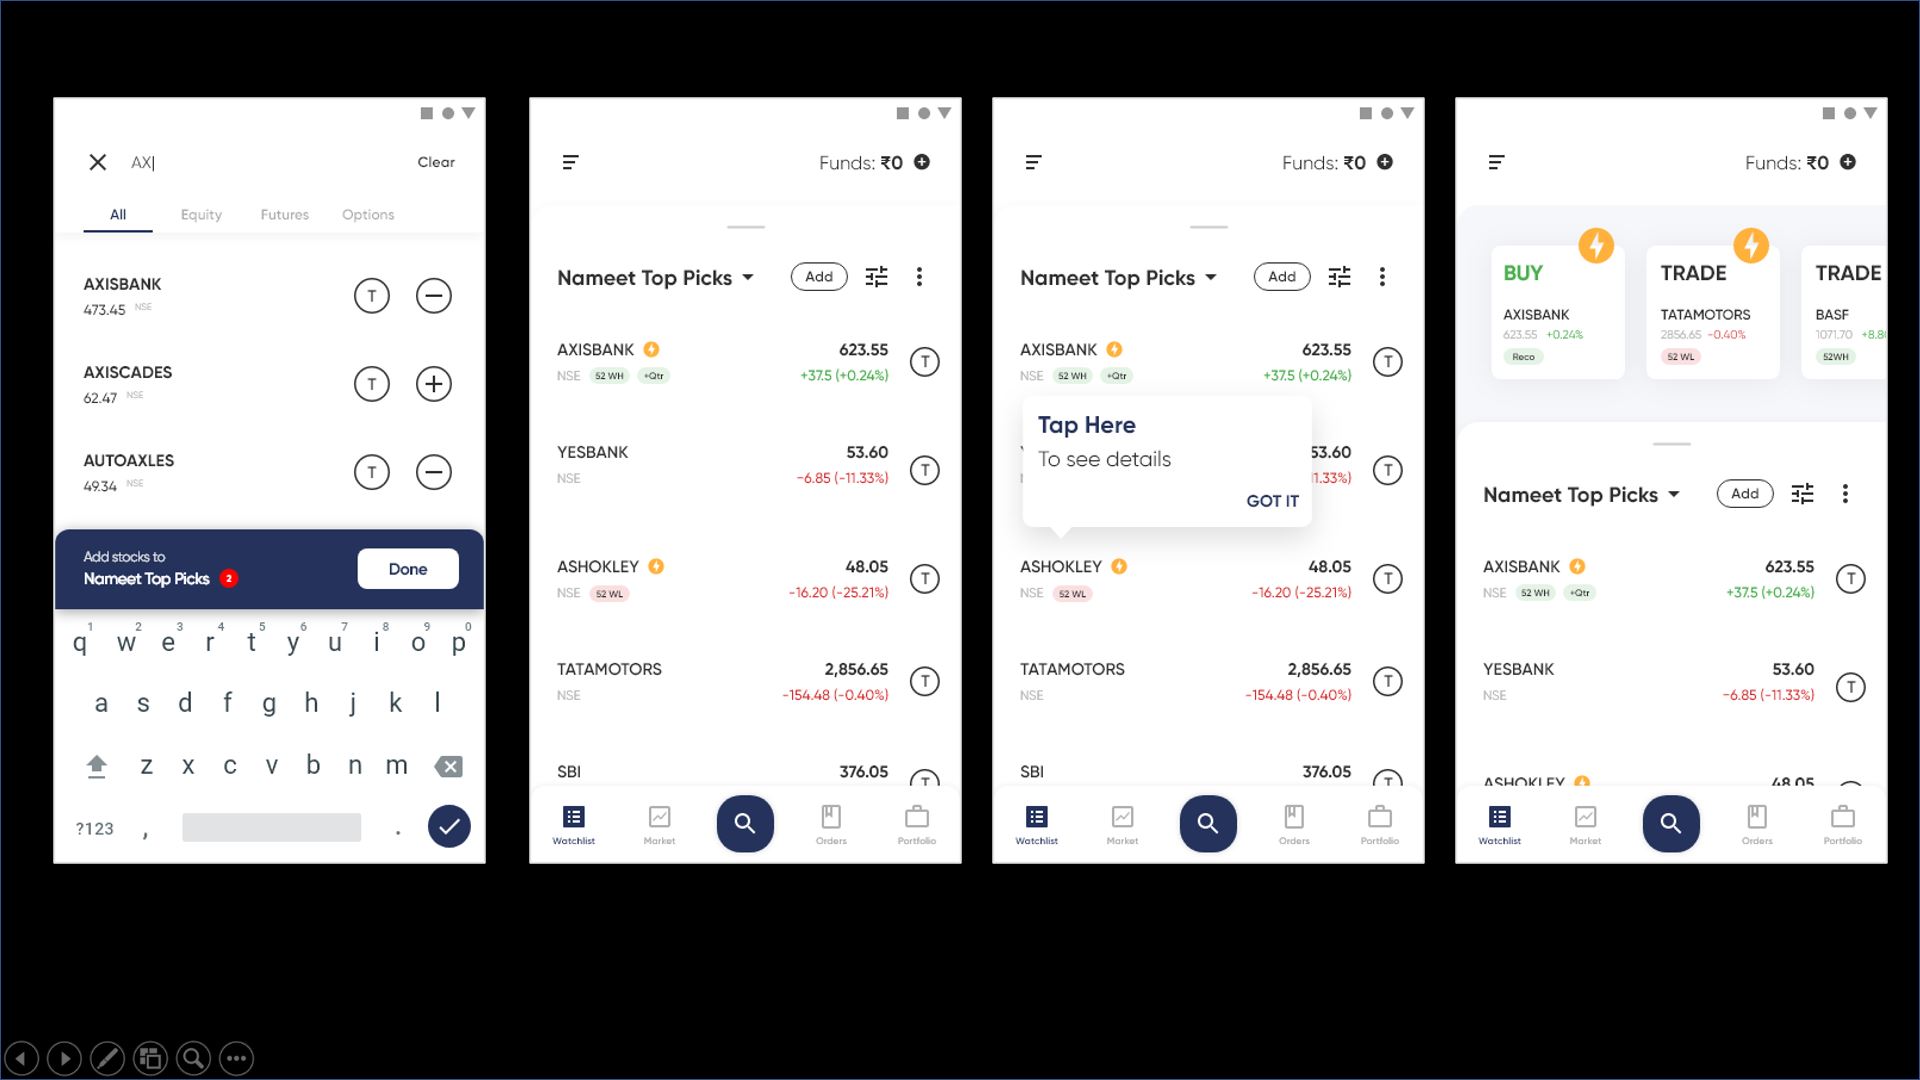 AX
Clear
All Equity Futures Options
AXISBANK
473.45 NSE
T
AXISCADES
62.47 NSE
T
AUTOAXLES
49.34 NSE
T
Add stocks to
Nameet Top Picks 2
Done
1 2 3 4 5 6 7 8 9 0
q w e r t y u i o p
a s d f g h j k l
z x c v b n m
?123 , .
Funds: ₹0
Nameet Top Picks Add
AXISBANK 623.55
NSE 52 WH +Qtr +37.5 (+0.24%)
T
YESBANK 53.60
NSE -6.85 (-11.33%)
T
ASHOKLEY 48.05
NSE 52 WL -16.20 (-25.21%)
T
TATAMOTORS 2,856.65
NSE -154.48 (-0.40%)
T
SBI 376.05
T
Watchlist Market Orders Portfolio
Funds: ₹0
Nameet Top Picks Add
AXISBANK 623.55
NSE 52 WH +Qtr +37.5 (+0.24%)
T
Tap Here
To see details
GOT IT
53.60
1.33%)
T
ASHOKLEY 48.05
NSE 52 WL -16.20 (-25.21%)
T
TATAMOTORS 2,856.65
NSE -154.48 (-0.40%)
T
SBI 376.05
T
Watchlist Market Orders Portfolio
Funds: ₹0
BUY
AXISBANK
623.55 +0.24%
Reco
TRADE
TATAMOTORS
2856.65 -0.40%
52 WL
TRADE
BASF
1071.70 +8.8
52WH
Nameet Top Picks Add
AXISBANK 623.55
NSE 52 WH +Qtr +37.5 (+0.24%)
T
YESBANK 53.60
NSE -6.85 (-11.33%)
T
ASHOKLEY 48.05
Watchlist Market Orders Portfolio